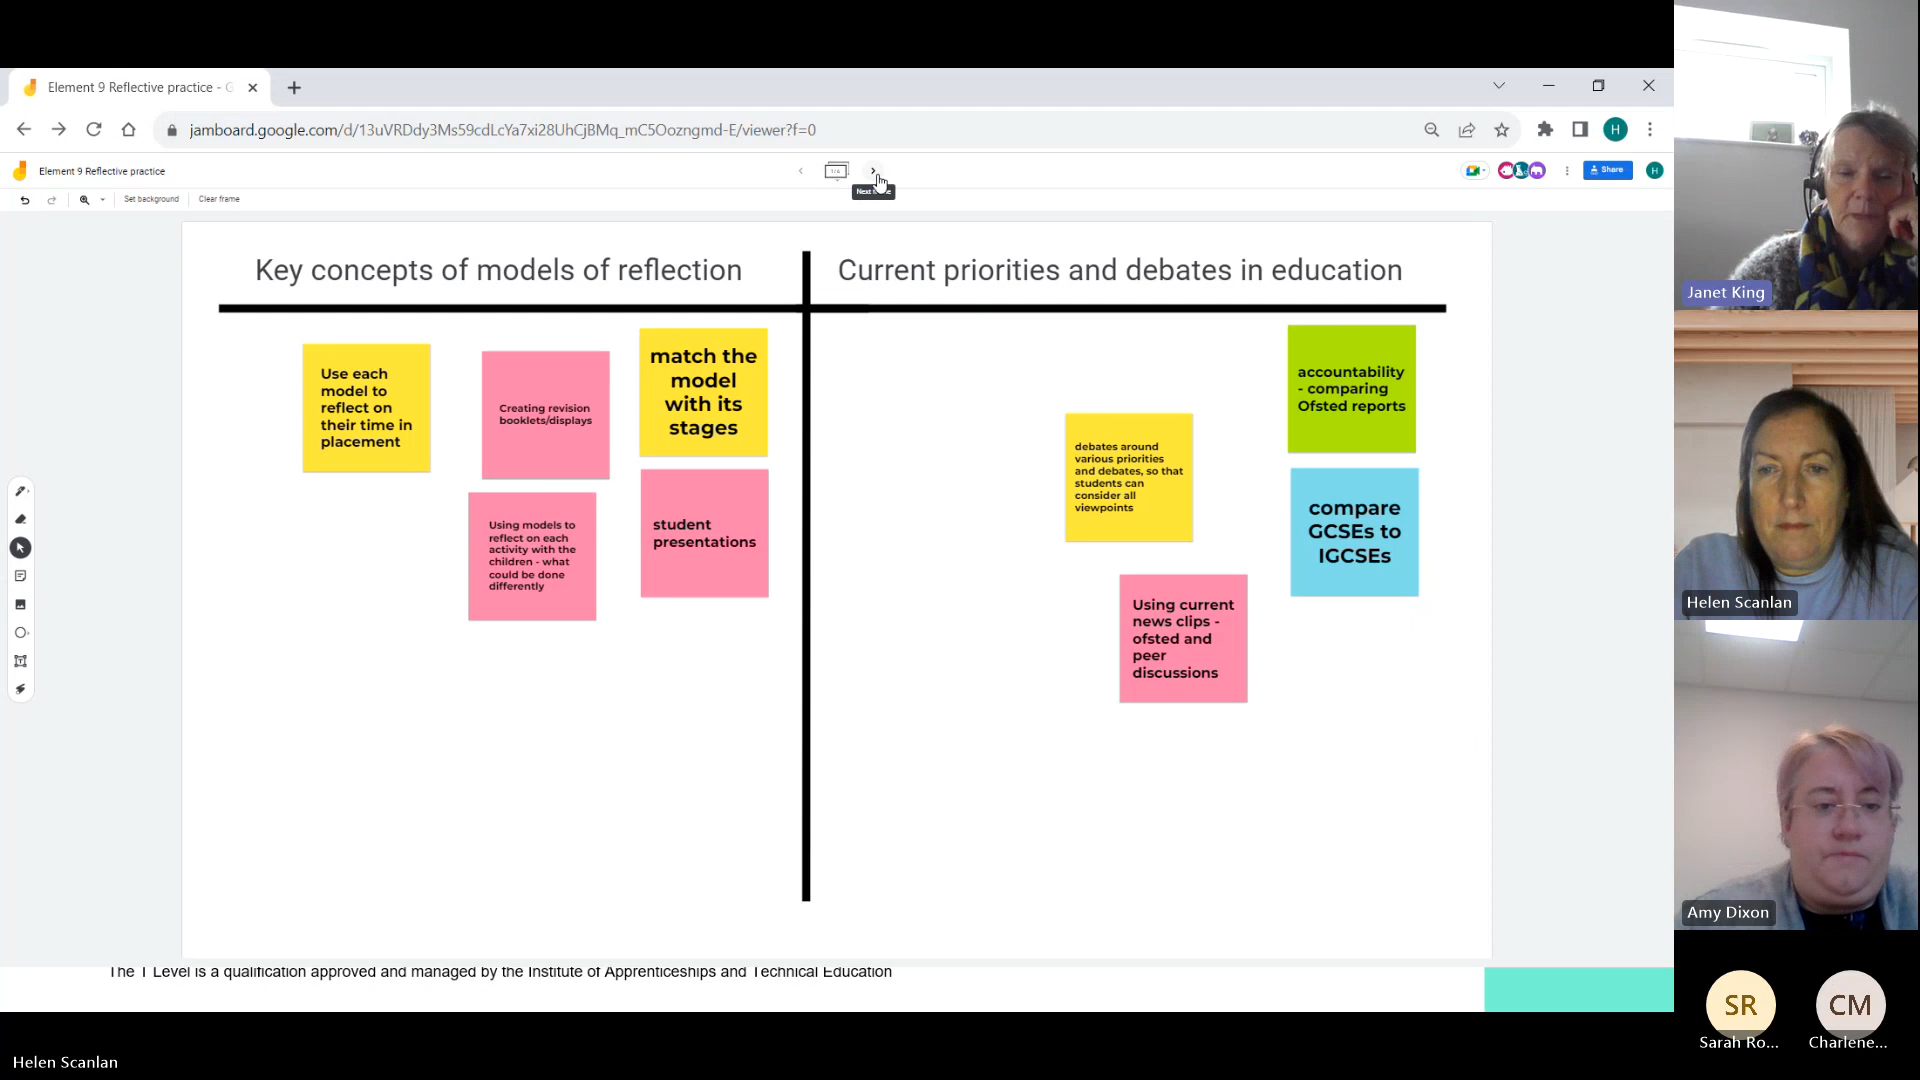 Element 9 Reflective practice - G
jamboard.google.com/d/13uVRDdy3Ms59cdLcYa7xi28UhCjBMq_mC5Oozngmd-E/viewer?f=0
H
Element 9 Reflective practice
1/4
Share
H
Set background
Clear frame
Key concepts of models of reflection
Current priorities and debates in education
Use each
model to
reflect on
their time in
placement
Creating revision
booklets/displays
match the
model
with its
stages
Using models to
reflect on each
activity with the
children - what
could be done
differently
student
presentations
debates around
various priorities
and debates, so that
students can
consider all
viewpoints
accountability
- comparing
Ofsted reports
compare
GCSEs to
IGCSEs
Using current
news clips -
ofsted and
peer
discussions
The T Level is a qualification approved and managed by the Institute of Apprenticeships and Technical Education
Helen Scanlan
Janet King
Helen Scanlan
Amy Dixon
SR
Sarah Ro...
CM
Charlene...